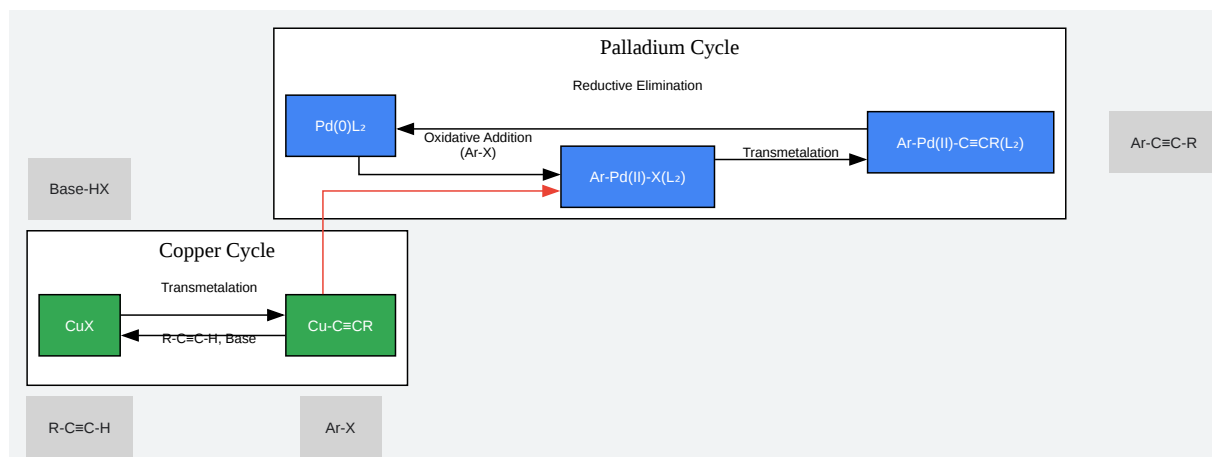 Palladium Cycle
Reductive Elimination
Pd(0)L₂
Oxidative Addition
(Ar-X)
Ar-Pd(II)-X(L₂)
Transmetalation
Ar-Pd(II)-C≡CR(L₂)
Ar-C≡C-R
Base-HX
Copper Cycle
Transmetalation
CuX
Cu-C≡CR
R-C≡C-H, Base
R-C≡C-H
Ar-X